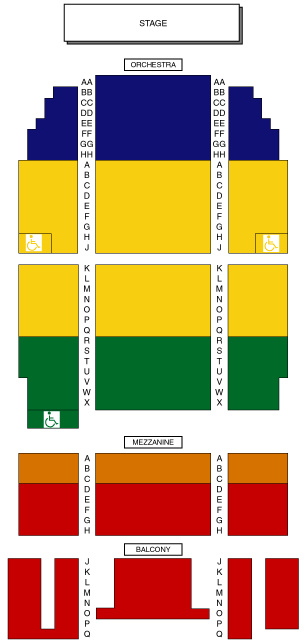 STAGE
ORCHESTRA
AA AA
BB BB
CC CC
DD DD
EE EE
FF FF
GG GG
HH HH
A A
B B
C C
D D
E E
F F
G G
H H
J J
K K
L L
M M
N N
O O
P P
Q Q
R R
S S
T T
U U
V V
W W
X X
MEZZANINE
A A
B B
C C
D D
E E
F F
G G
H H
BALCONY
J J
K K
L L
M M
N N
O O
P P
Q Q